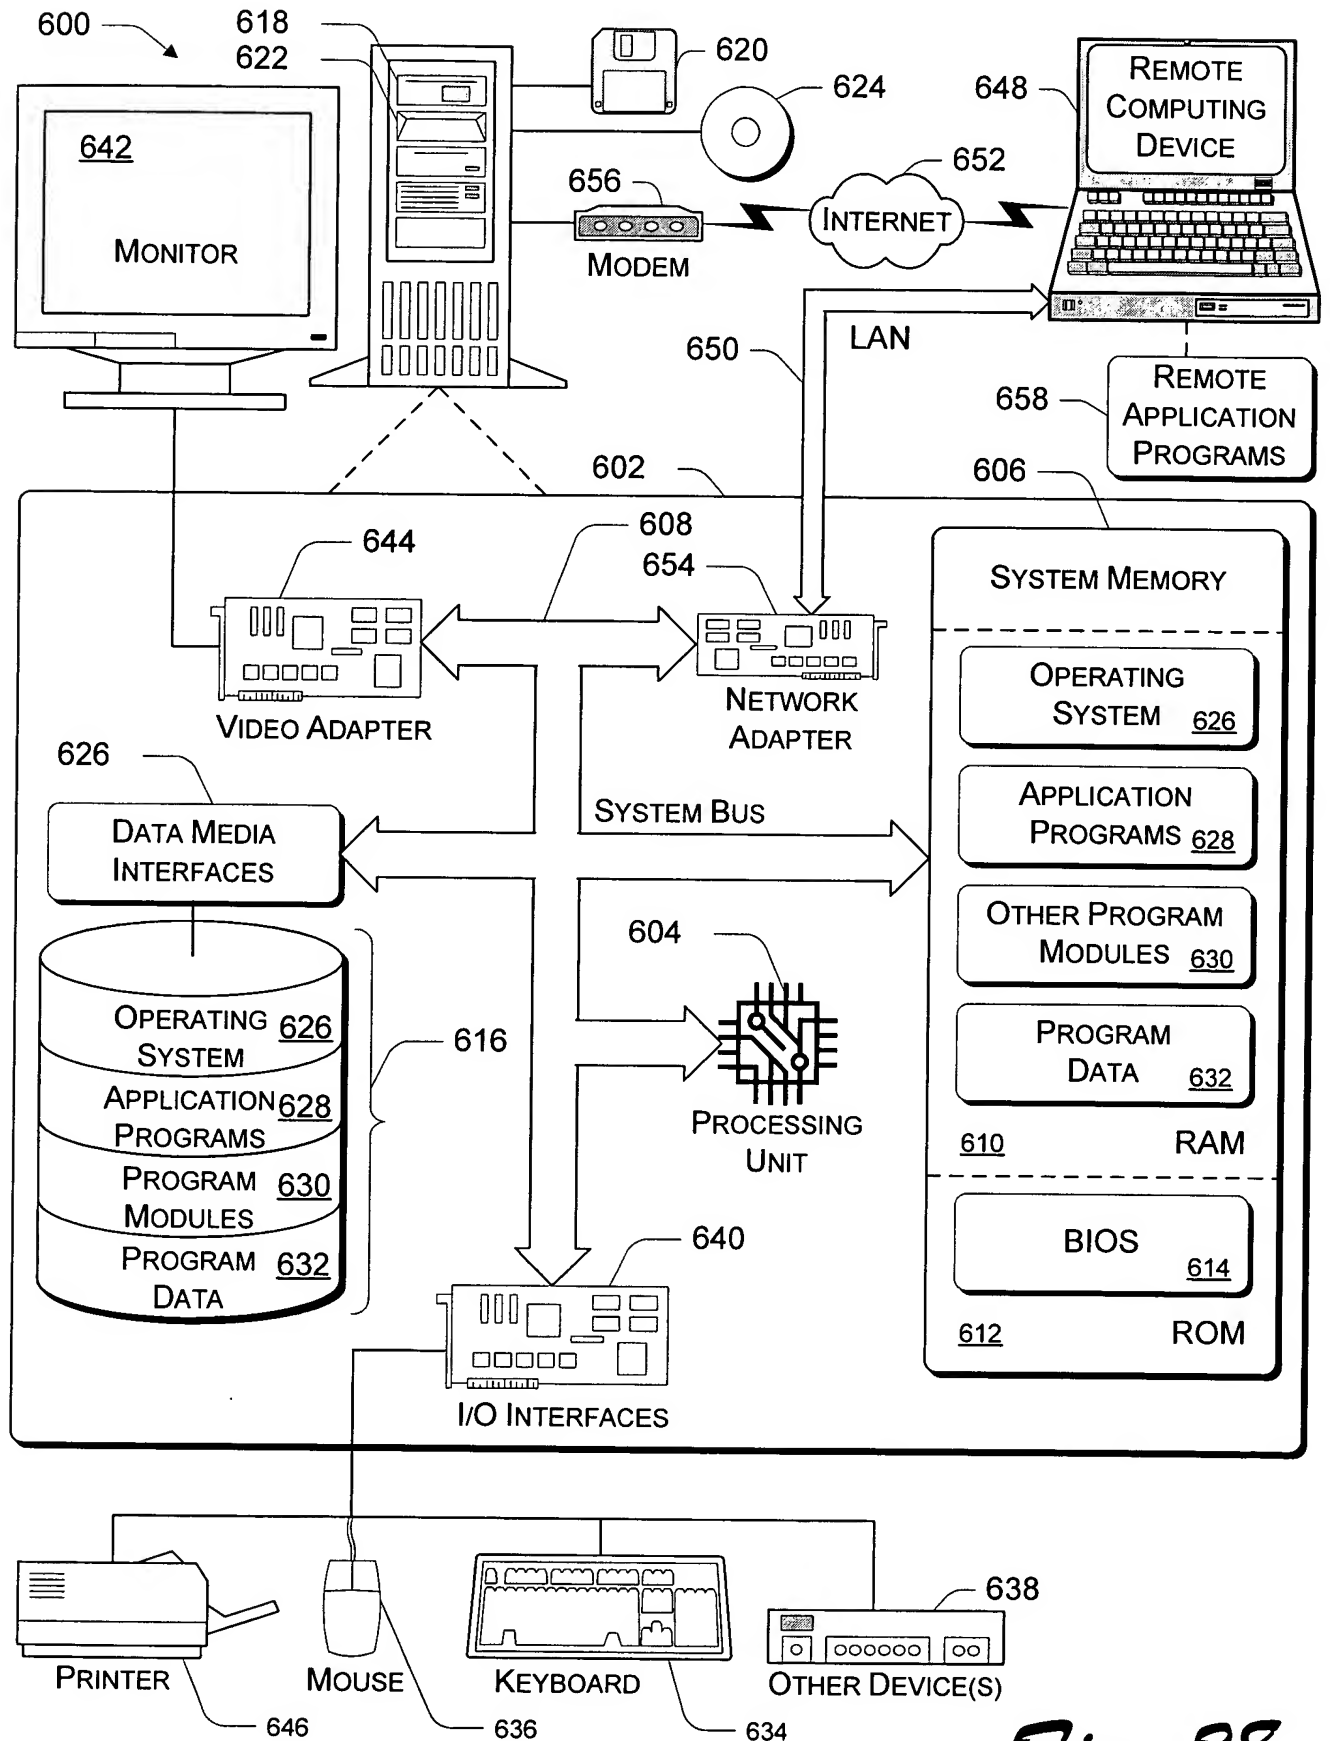 600
618
622
620
624
648
REMOTE
COMPUTING
DEVICE
642
MONITOR
656
MODEM
652
INTERNET
650
LAN
658
REMOTE
APPLICATION
PROGRAMS
602
606
644
608
654
VIDEO ADAPTER
NETWORK
ADAPTER
SYSTEM MEMORY
OPERATING
SYSTEM 626
APPLICATION
PROGRAMS 628
OTHER PROGRAM
MODULES 630
PROGRAM
DATA 632
610 RAM
BIOS
614
612 ROM
626
DATA MEDIA
INTERFACES
SYSTEM BUS
604
PROCESSING
UNIT
OPERATING 626
SYSTEM
APPLICATION 628
PROGRAMS
PROGRAM 630
MODULES
PROGRAM 632
DATA
616
640
I/O INTERFACES
PRINTER
646
MOUSE
636
KEYBOARD
634
638
OTHER DEVICE(S)